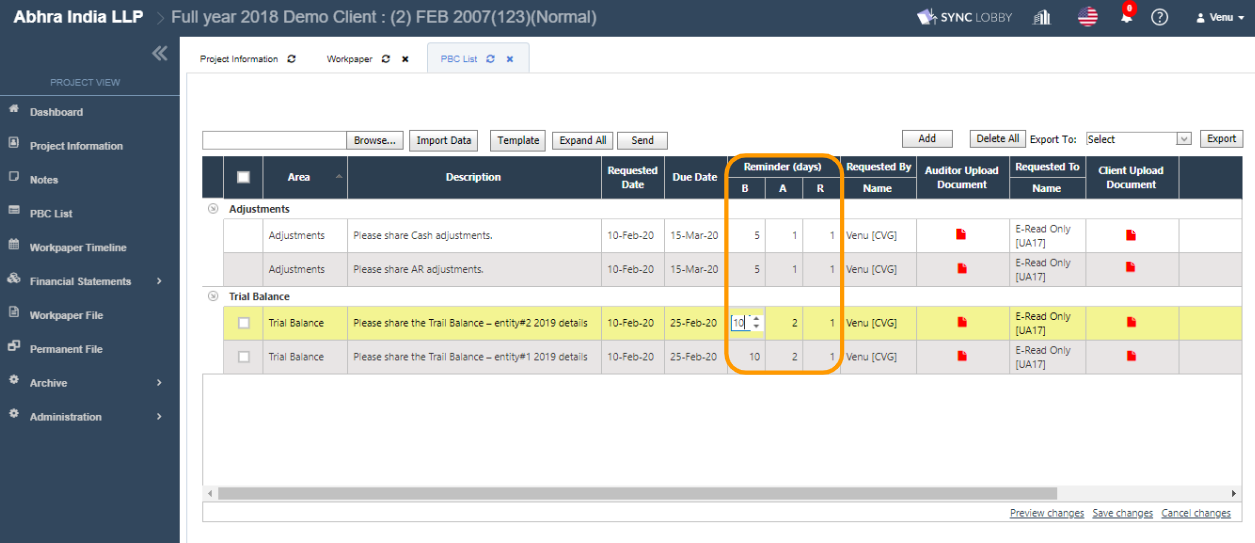 Abhra India LLP > Full year 2018 Demo Client : (2) FEB 2007(123)(Normal)
SYNC LOBBY
0
Venu
PROJECT VIEW
Dashboard
Project Information
Notes
PBC List
Workpaper Timeline
Financial Statements
Workpaper File
Permanent File
Archive
Administration
Project Information
Workpaper
PBC List
Browse... Import Data Template Expand All Send Add Delete All Export To: Select Export
Area Description Requested Date Due Date Reminder (days) Requested By Auditor Upload Document Requested To Client Upload Document
B A R Name Name
Adjustments
Adjustments Please share Cash adjustments. 10-Feb-20 15-Mar-20 5 1 1 Venu [CVG] E-Read Only [UA17]
Adjustments Please share AR adjustments. 10-Feb-20 15-Mar-20 5 1 1 Venu [CVG] E-Read Only [UA17]
Trial Balance
Trial Balance Please share the Trail Balance – entity#2 2019 details 10-Feb-20 25-Feb-20 10 2 1 Venu [CVG] E-Read Only [UA17]
Trial Balance Please share the Trail Balance – entity#1 2019 details 10-Feb-20 25-Feb-20 10 2 1 Venu [CVG] E-Read Only [UA17]
Preview changes Save changes Cancel changes